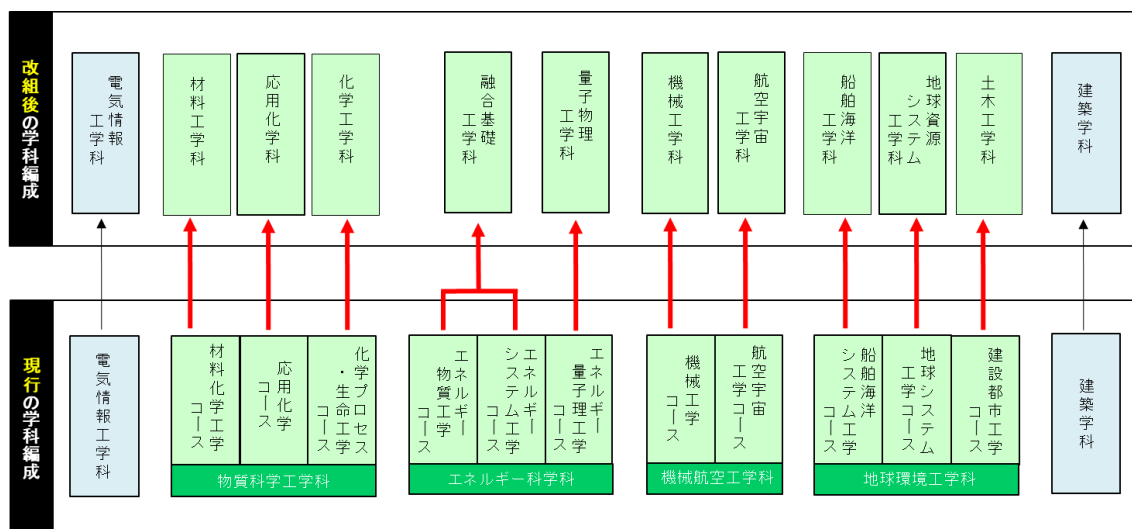 改組後の学科編成
電気情報
工学科
材料工学科
応用化学科
化学工学科
融合基礎
工学科
量子物理
工学科
機械工学科
航空宇宙
工学科
船舶海洋
工学科
地球資源
システム
工学科
土木工学科
建築学科
現行の学科編成
電気情報工学科
材料化学工学
コース
応用化学
コース
化学プロセス
・生命工学
コース
物質科学工学科
エネルギー
物質工学
コース
エネルギー
システム工学
コース
エネルギー
量子理工学
コース
エネルギー科学科
機械工学
コース
航空宇宙
工学コース
機械航空工学科
船舶海洋
システム工学
コース
地球システム
工学コース
建設都市工学
コース
地球環境工学科
建築学科